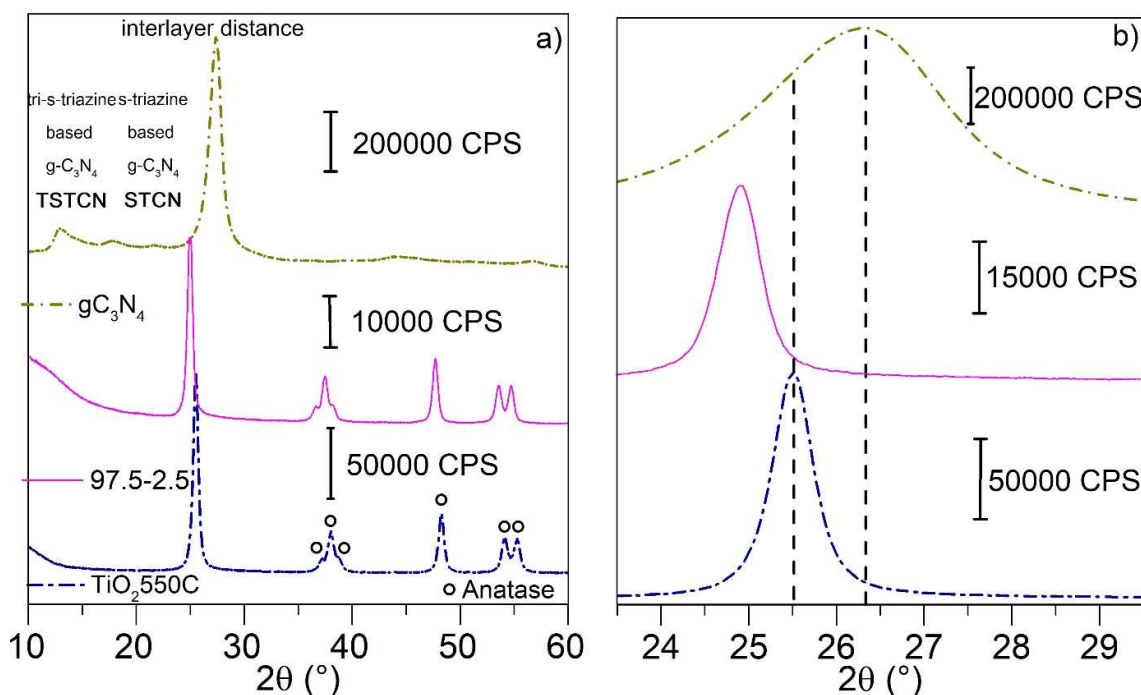 interlayer distance
a)
tri-s-triazine s-triazine
based based
g-C₃N₄ g-C₃N₄
TSTCN STCN
200000 CPS
gC₃N₄
10000 CPS
50000 CPS
97.5-2.5
TiO₂550C
Anatase
10 20 30 40 50 60
2θ (°)
b)
200000 CPS
15000 CPS
50000 CPS
24 25 26 27 28 29
2θ (°)